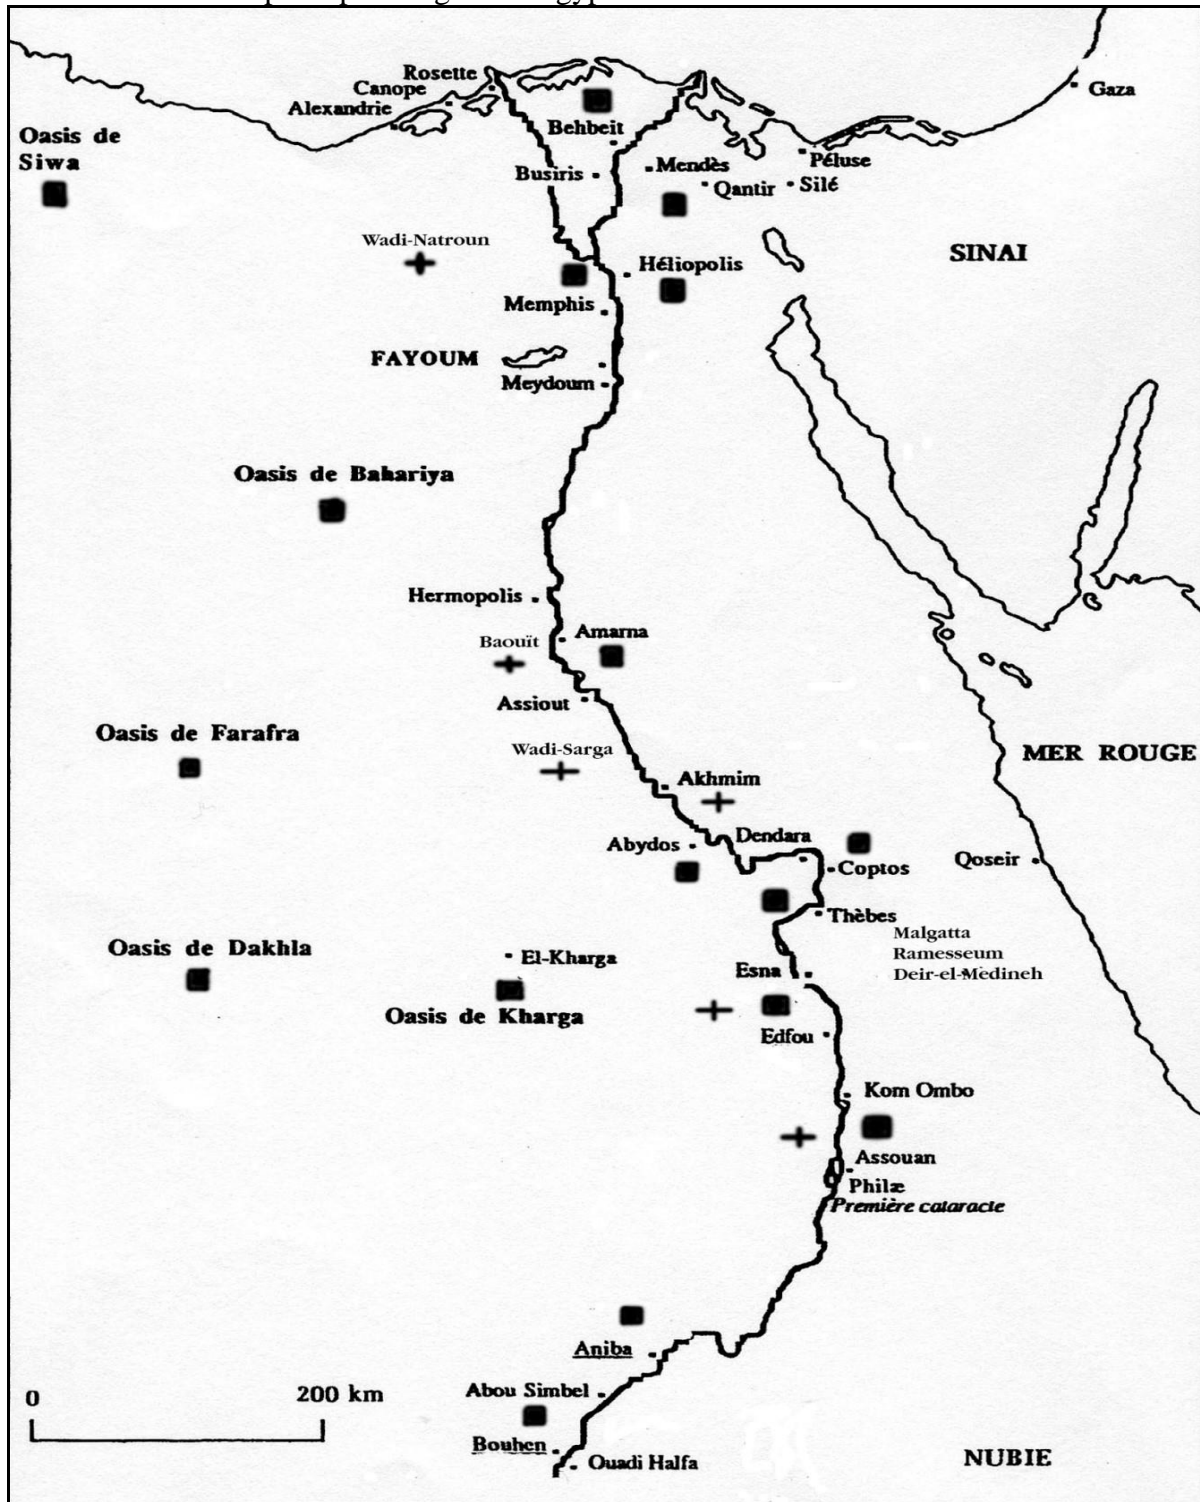 Rosette
Canope
Alexandrie
Gaza
Behbeit
Oasis de
Siwa
Busiris
Mendès
Péluse
Qantir
Silé
Wadi-Natroun
SINAI
Héliopolis
Memphis
FAYOUM
Meydoum
Oasis de Bahariya
Hermopolis
Amarna
Baouït
Assiout
Oasis de Farafra
Wadi-Sarga
MER ROUGE
Akhmim
Dendara
Abydos
Coptos
Qoseir
Thèbes
Malgatta
Ramesseum
Deir-el-Medineh
Oasis de Dakhla
El-Kharga
Esna
Oasis de Kharga
Edfou
Kom Ombo
Assouan
Philæ
Première cataracte
Aniba
0 200 km
Abou Simbel
Bouhen
Ouadi Halfa
NUBIE